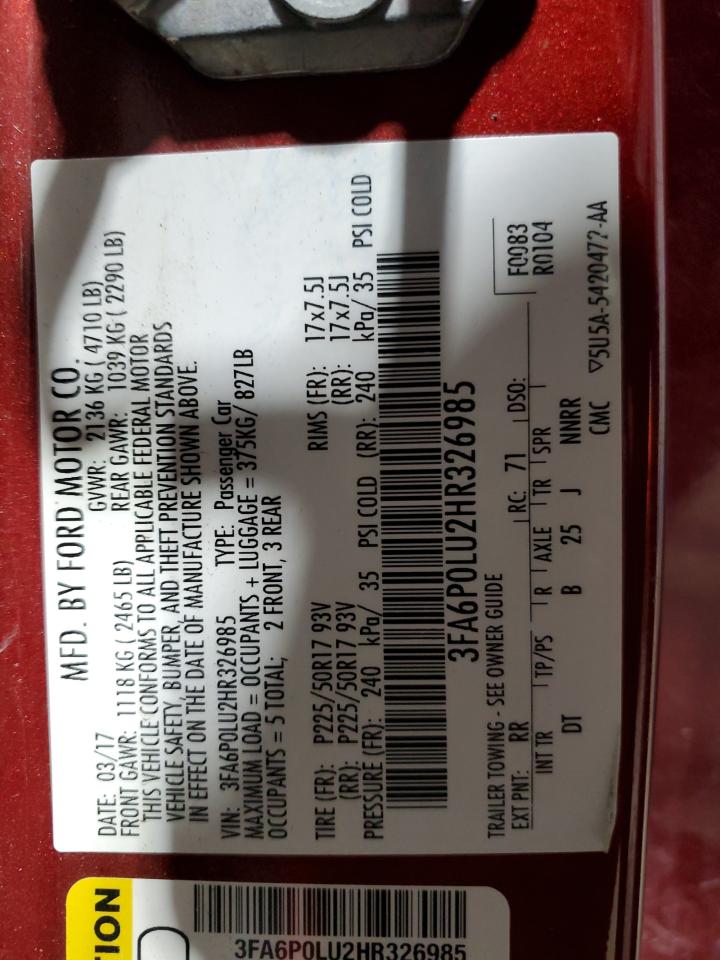 MFD. BY FORD MOTOR CO.
DATE: 03/17 GVWR: 2136 KG ( 4710 LB)
FRONT GAWR: 1118 KG ( 2465 LB) REAR GAWR: 1039 KG ( 2290 LB)
THIS VEHICLE CONFORMS TO ALL APPLICABLE FEDERAL MOTOR
VEHICLE SAFETY, BUMPER, AND THEFT PREVENTION STANDARDS
IN EFFECT ON THE DATE OF MANUFACTURE SHOWN ABOVE.
VIN: 3FA6P0LU2HR326985 TYPE: Passenger Car
MAXIMUM LOAD = OCCUPANTS + LUGGAGE = 375KG/ 827LB
OCCUPANTS = 5 TOTAL; 2 FRONT, 3 REAR
TIRE (FR): P225/50R17 93V RIMS (FR): 17x7.5J
(RR): P225/50R17 93V (RR): 17x7.5J
PRESSURE (FR): 240 kPa/ 35 PSI COLD (RR): 240 kPa/ 35 PSI COLD
3FA6P0LU2HR326985
TRAILER TOWING - SEE OWNER GUIDE F0083
EXT PNT: RR RC: 71 DSO: R0104
INT TR TP/PS R AXLE TR SPR
DT B 25 J NNRR
CMC ▽5U5A-5420472-AA
TION
3FA6P0LU2HR326985